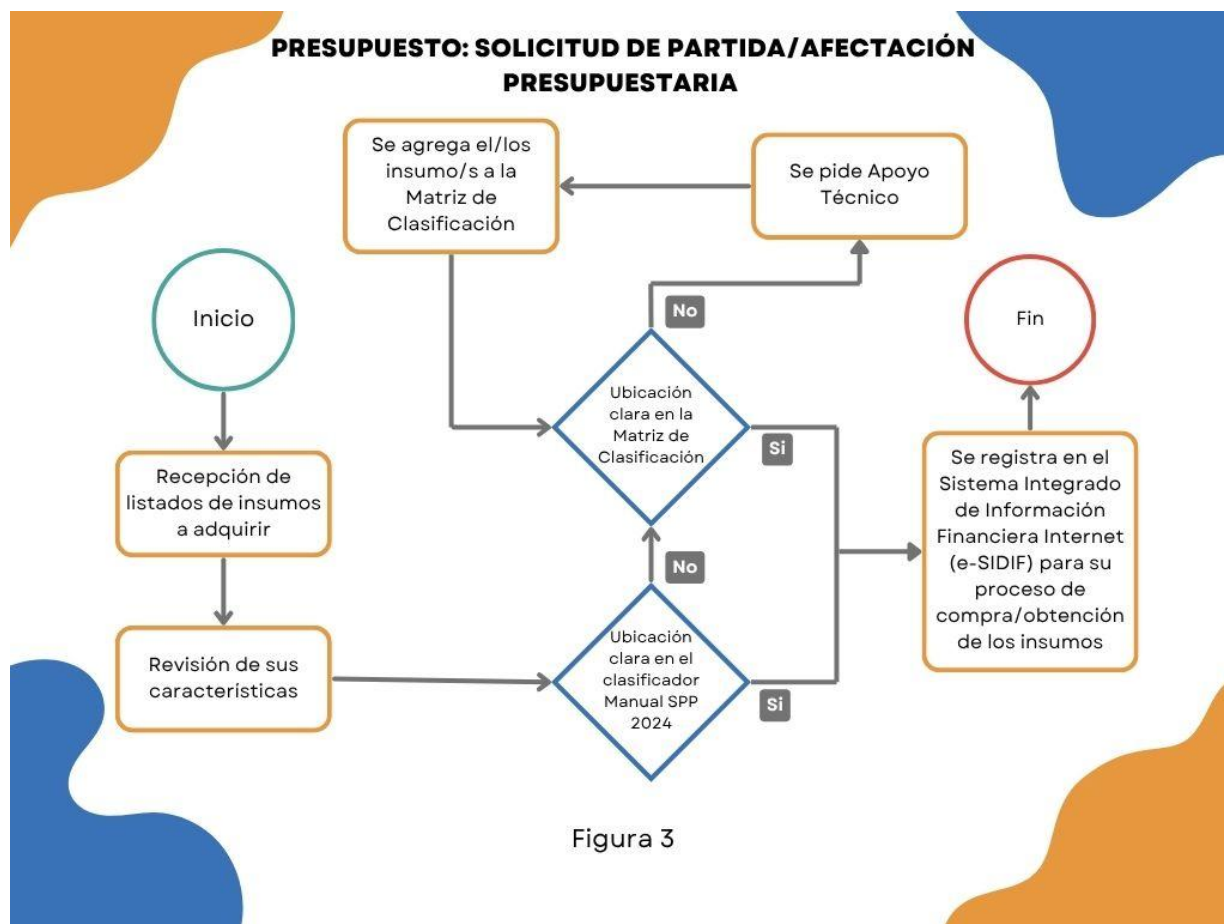 PRESUPUESTO: SOLICITUD DE PARTIDA/AFECTACIÓN
PRESUPUESTARIA
Se agrega el/los
insumo/s a la
Matriz de
Clasificación
Se pide Apoyo
Técnico
Inicio
No
Fin
Ubicación
clara en la
Matriz de
Clasificación
Si
Recepción de
listados de insumos
a adquirir
Se registra en el
Sistema Integrado
de Información
Financiera Internet
(e-SIDIF) para su
proceso de
compra/obtención
de los insumos
No
Revisión de sus
características
Ubicación
clara en el
clasificador
Manual SPP
2024
Si
Figura 3